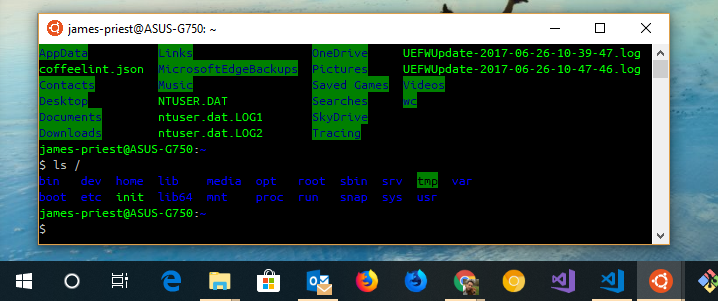 james-priest@ASUS-G750: ~
AppData Links OneDrive UEFWUpdate-2017-06-26-10-39-47.log
coffeelint.json MicrosoftEdgeBackups Pictures UEFWUpdate-2017-06-26-10-47-46.log
Contacts Music Saved Games Videos
Desktop NTUSER.DAT Searches wc
Documents ntuser.dat.LOG1 SkyDrive
Downloads ntuser.dat.LOG2 Tracing
james-priest@ASUS-G750:~
$ ls /
bin dev home lib media opt root sbin srv tmp var
boot etc init lib64 mnt proc run snap sys usr
james-priest@ASUS-G750:~
$